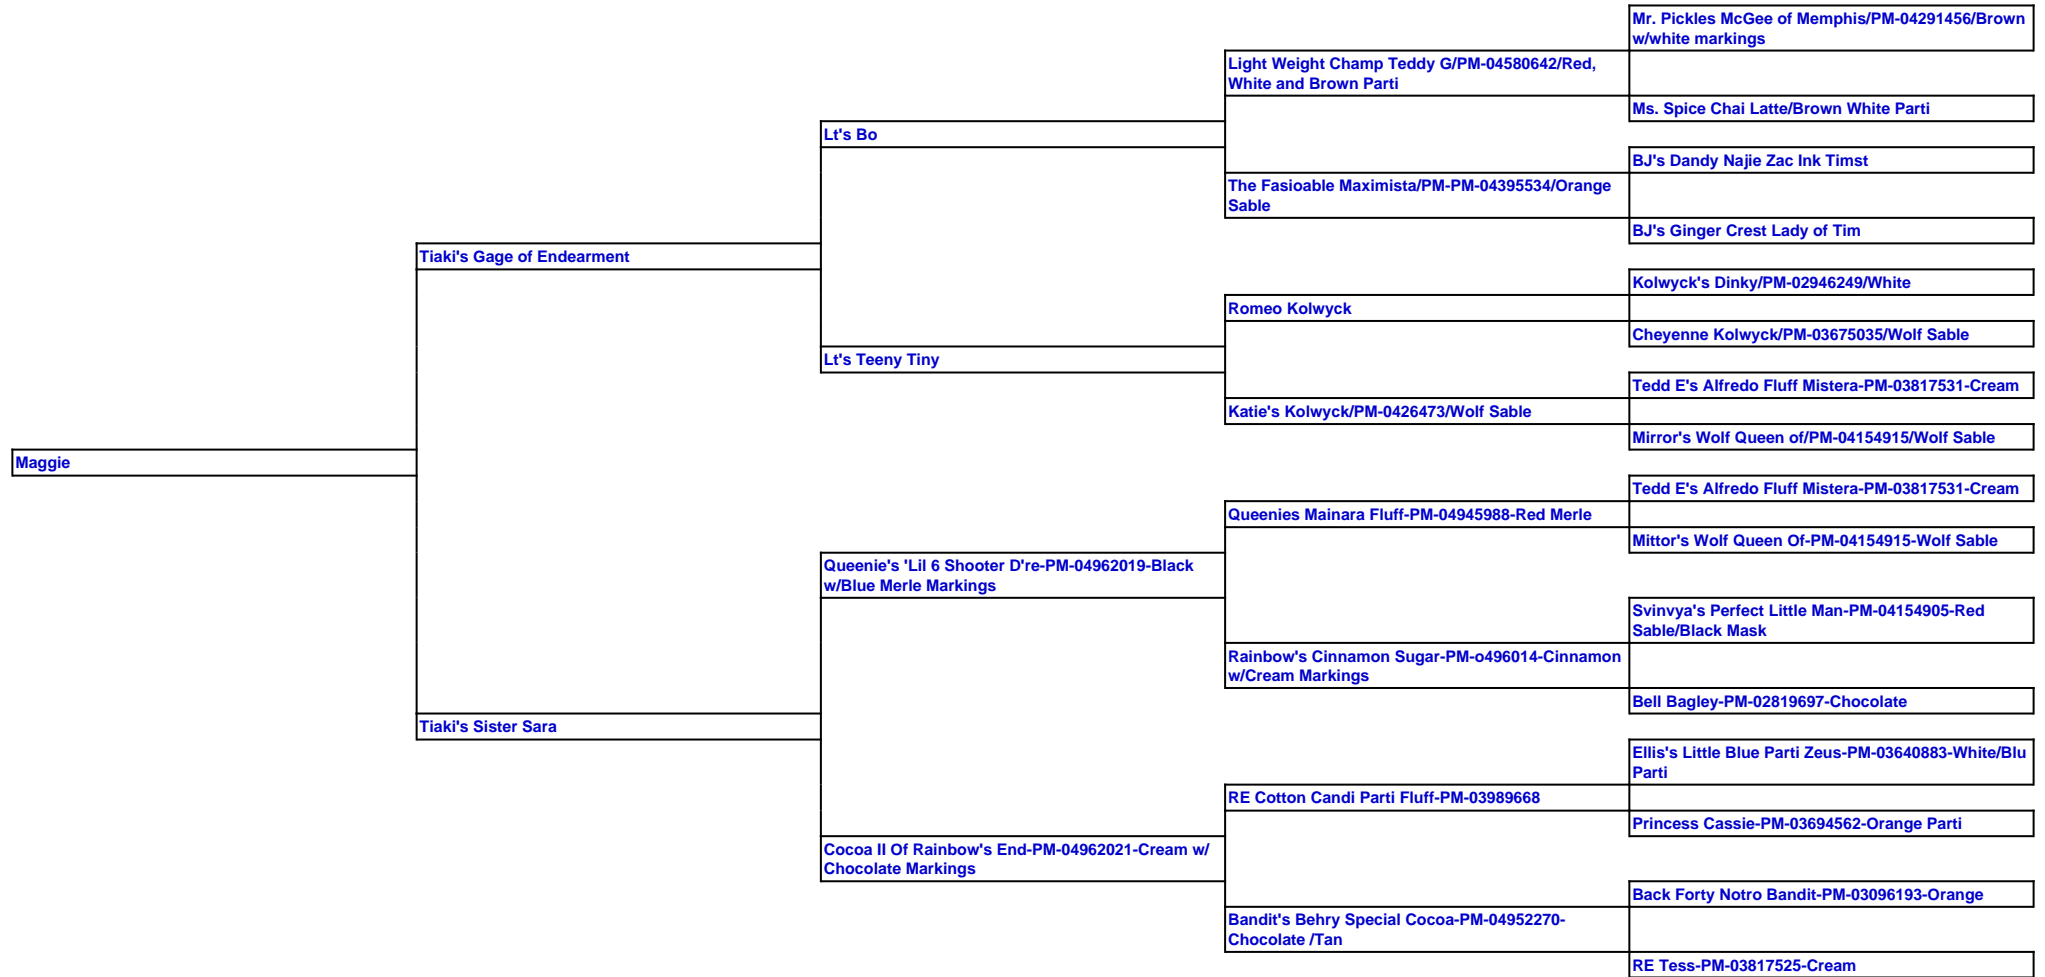 Mr. Pickles McGee of Memphis/PM-04291456/Brown
w/white markings
Light Weight Champ Teddy G/PM-04580642/Red,
White and Brown Parti
Ms. Spice Chai Latte/Brown White Parti
Lt's Bo
BJ's Dandy Najie Zac Ink Timst
The Fasioable Maximista/PM-PM-04395534/Orange
Sable
BJ's Ginger Crest Lady of Tim
Tiaki's Gage of Endearment
Kolwyck's Dinky/PM-02946249/White
Romeo Kolwyck
Cheyenne Kolwyck/PM-03675035/Wolf Sable
Lt's Teeny Tiny
Tedd E's Alfredo Fluff Mistera-PM-03817531-Cream
Katie's Kolwyck/PM-0426473/Wolf Sable
Mirror's Wolf Queen of/PM-04154915/Wolf Sable
Maggie
Tedd E's Alfredo Fluff Mistera-PM-03817531-Cream
Queenies Mainara Fluff-PM-04945988-Red Merle
Mittor's Wolf Queen Of-PM-04154915-Wolf Sable
Queenie's 'Lil 6 Shooter D're-PM-04962019-Black
w/Blue Merle Markings
Svinvya's Perfect Little Man-PM-04154905-Red
Sable/Black Mask
Rainbow's Cinnamon Sugar-PM-o496014-Cinnamon
w/Cream Markings
Bell Bagley-PM-02819697-Chocolate
Tiaki's Sister Sara
Ellis's Little Blue Parti Zeus-PM-03640883-White/Blu
Parti
RE Cotton Candi Parti Fluff-PM-03989668
Princess Cassie-PM-03694562-Orange Parti
Cocoa II Of Rainbow's End-PM-04962021-Cream w/
Chocolate Markings
Back Forty Notro Bandit-PM-03096193-Orange
Bandit's Behry Special Cocoa-PM-04952270-
Chocolate /Tan
RE Tess-PM-03817525-Cream